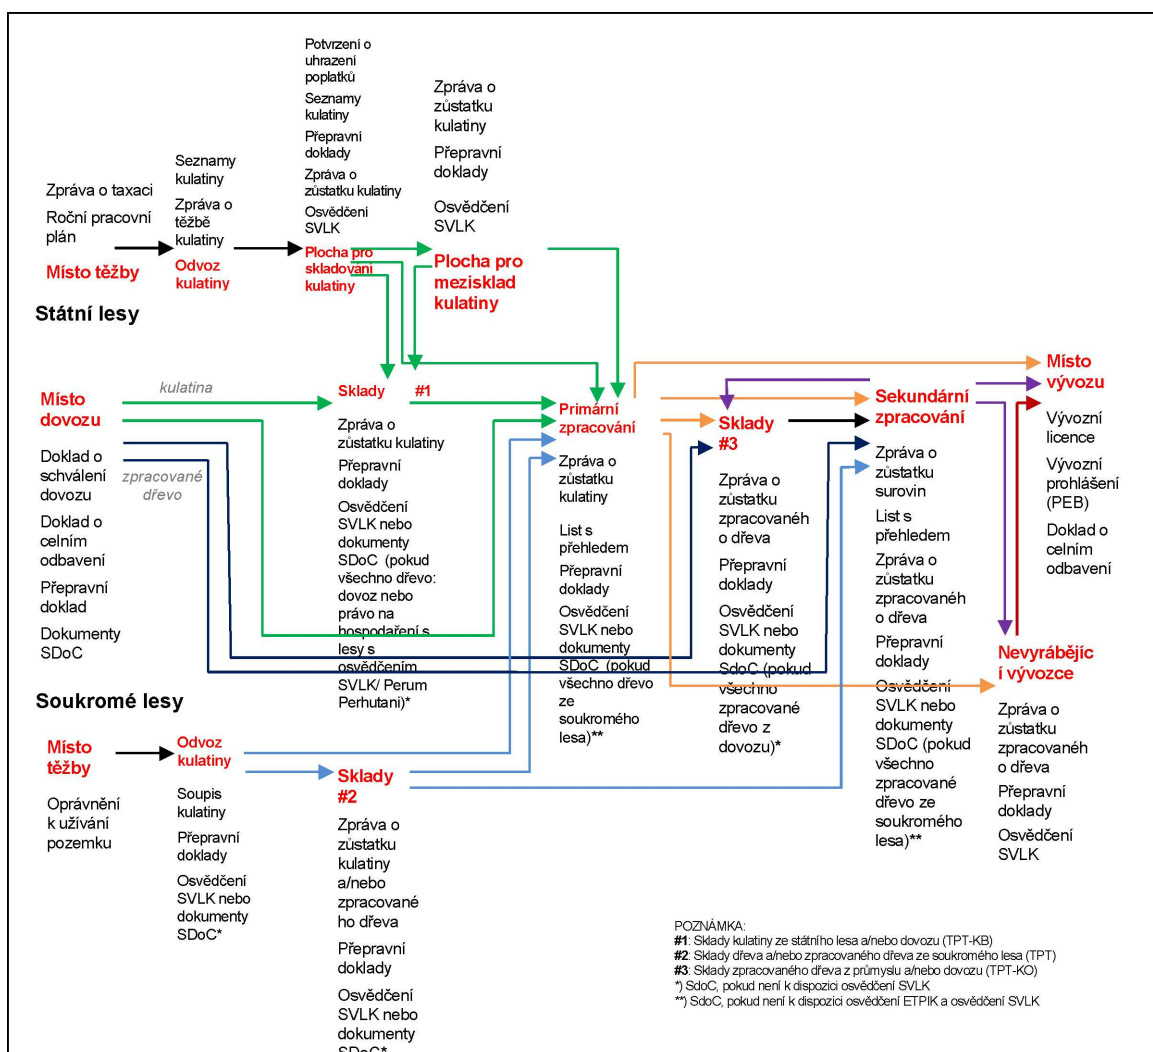 Zpráva o taxaci
Roční pracovní
plán
Místo těžby
Seznamy
kulatiny
Zpráva o
těžbě
kulatiny
Odvoz
kulatiny
Potvrzení o
uhrazení
poplatků
Seznamy
kulatiny
Přepravní
doklady
Zpráva o
zůstatku kulatiny
Osvědčení
SVLK
Plocha pro
skladování
kulatiny
Zpráva o
zůstatku
kulatiny
Přepravní
doklady
Osvědčení
SVLK
Plocha pro
mezisklad
kulatiny
Státní lesy
Místo
dovozu
Doklad o
schválení
dovozu
Doklad o
celním
odbavení
Přepravní
doklad
Dokumenty
SDoC
kulatina
zpracované
dřevo
Sklady #1
Zpráva o
zůstatku kulatiny
Přepravní
doklady
Osvědčení
SVLK nebo
dokumenty
SDoC (pokud
všechno dřevo:
dovoz nebo
právo na
hospodaření s
lesy s
osvědčením
SVLK/ Perum
Perhutani)*
Primární
zpracování
Zpráva o
zůstatku
kulatiny
List s
přehledem
Přepravní
doklady
Osvědčení
SVLK nebo
dokumenty
SDoC (pokud
všechno dřevo
ze
soukromého
lesa)**
Sklady
#3
Zpráva o
zůstatku
zpracovanéh
o dřeva
Přepravní
doklady
Osvědčení
SVLK nebo
dokumenty
SdoC (pokud
všechno
zpracované
dřevo z
dovozu)*
Sekundární
zpracování
Zpráva o
zůstatku
surovin
List s
přehledem
Zpráva o
zůstatku
zpracovanéh
o dřeva
Přepravní
doklady
Osvědčení
SVLK nebo
dokumenty
SDoC (pokud
všechno
zpracované
dřevo ze
soukromého
lesa)**
Místo
vývozu
Vývozní
licence
Vývozní
prohlášení
(PEB)
Doklad o
celním
odbavení
Nevyrábějíc
í vývozce
Zpráva o
zůstatku
zpracovanéh
o dřeva
Přepravní
doklady
Osvědčení
SVLK
Soukromé lesy
Místo
těžby
Oprávnění
k užívání
pozemku
Odvoz
kulatiny
Soupis
kulatiny
Přepravní
doklady
Osvědčení
SVLK nebo
dokumenty
SDoC*
Sklady
#2
Zpráva o
zůstatku
kulatiny
a/nebo
zpracované
ho dřeva
Přepravní
doklady
Osvědčení
SVLK nebo
dokumenty
SDoC*
POZNÁMKA:
#1: Sklady kulatiny ze státního lesa a/nebo dovozu (TPT-KB)
#2: Sklady dřeva a/nebo zpracovaného dřeva ze soukromého lesa (TPT)
#3: Sklady zpracovaného dřeva z průmyslu a/nebo dovozu (TPT-KO)
*) SdoC, pokud není k dispozici osvědčení SVLK
**) SdoC, pokud není k dispozici osvědčení ETPIK a osvědčení SVLK